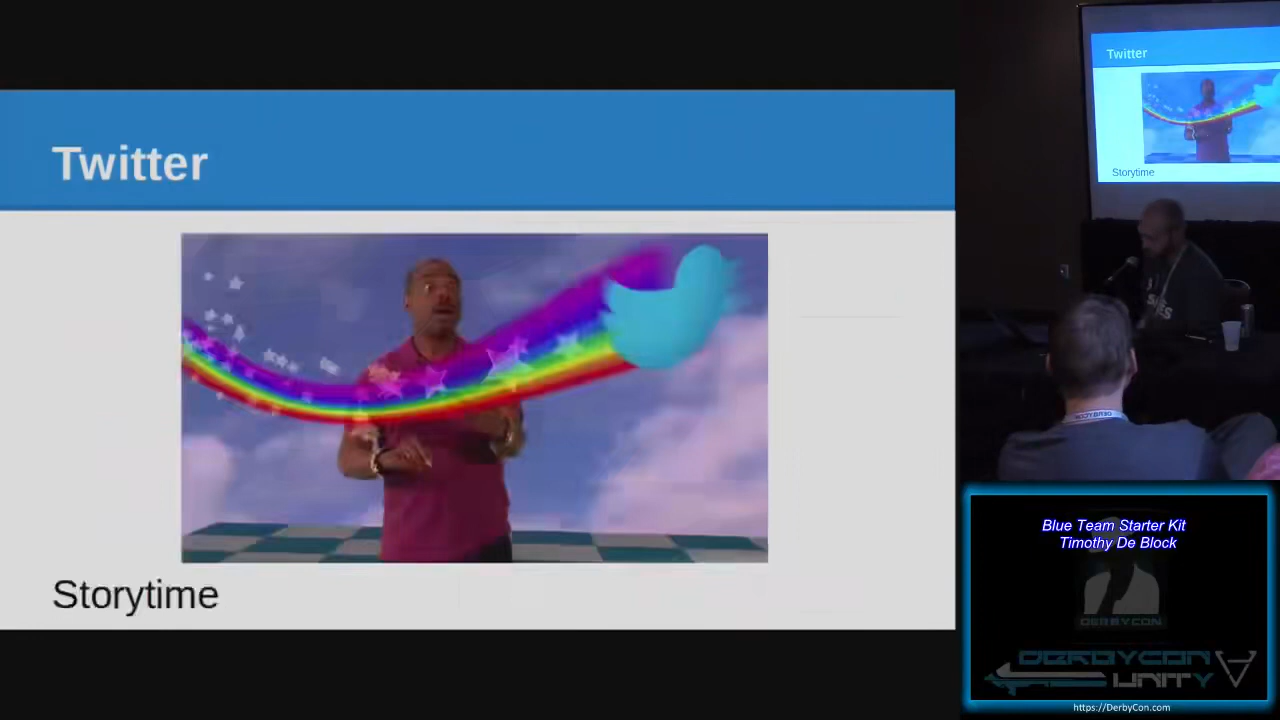 Twitter
Storytime
Twitter
Storytime
Blue Team Starter Kit
Timothy De Block
DERBYCON
DERBYCON
UNITY
https://DerbyCon.com